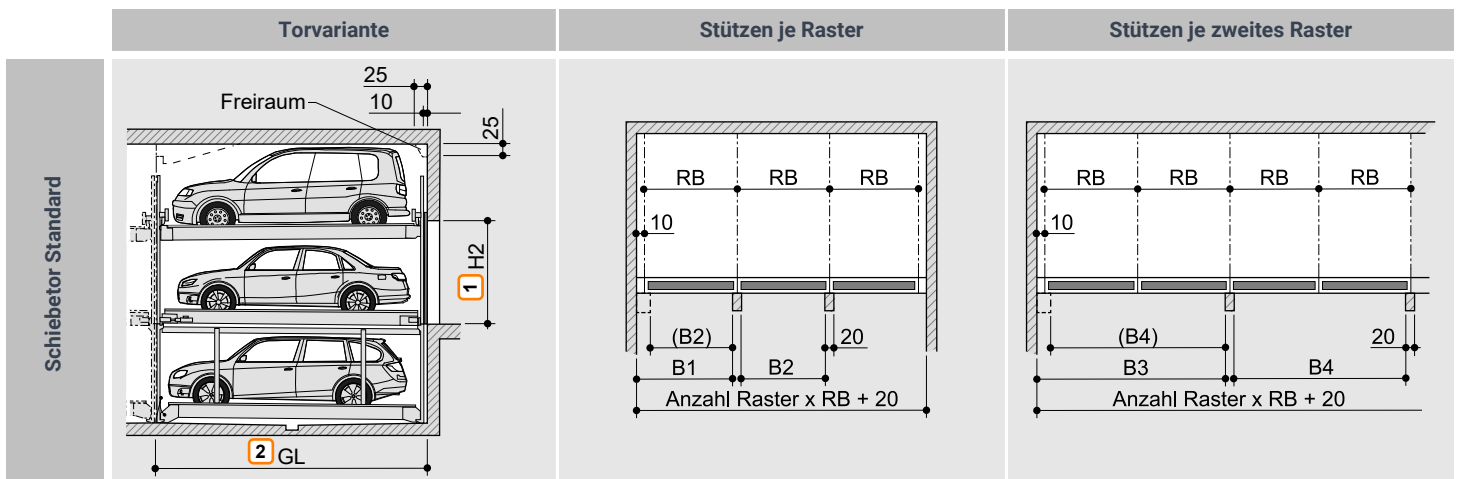 Torvariante
Stützen je Raster
Stützen je zweites Raster
Schiebetor Standard
25
Freiraum
10
25
1 H2
2 GL
RB RB RB
10
(B2)
20
B1 B2
Anzahl Raster x RB + 20
RB RB RB RB
10
(B4)
20
B3 B4
Anzahl Raster x RB + 20